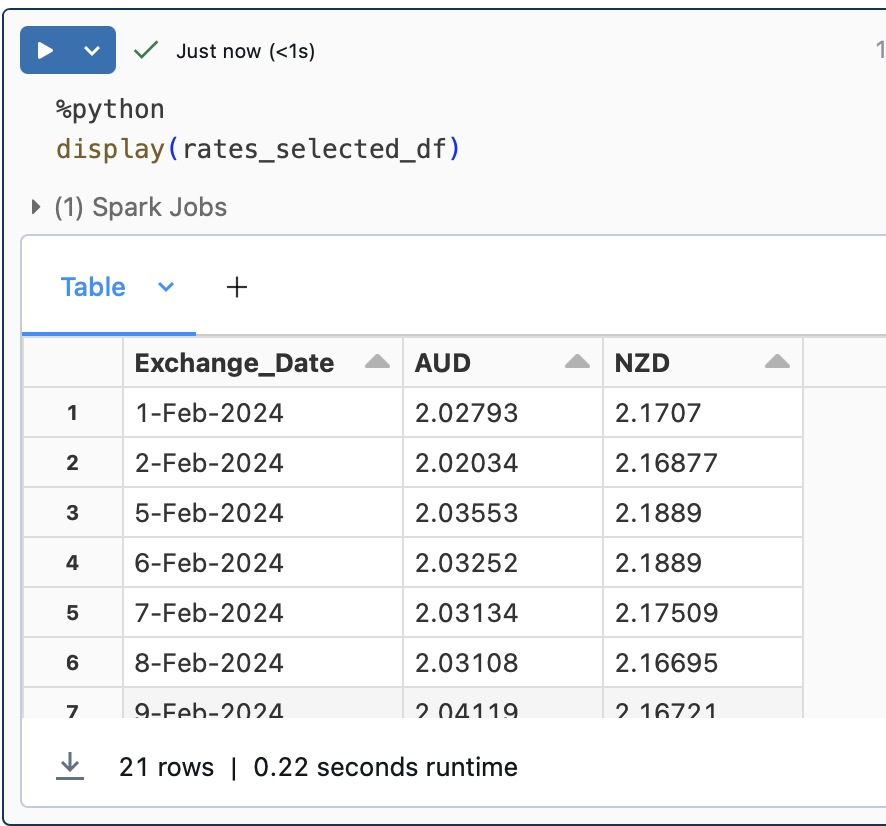 Just now (<1s)
1
%python
display(rates_selected_df)
(1) Spark Jobs
Table +
Exchange_Date AUD NZD
1 1-Feb-2024 2.02793 2.1707
2 2-Feb-2024 2.02034 2.16877
3 5-Feb-2024 2.03553 2.1889
4 6-Feb-2024 2.03252 2.1889
5 7-Feb-2024 2.03134 2.17509
6 8-Feb-2024 2.03108 2.16695
7 9-Feb-2024 2.04119 2.16721
21 rows | 0.22 seconds runtime